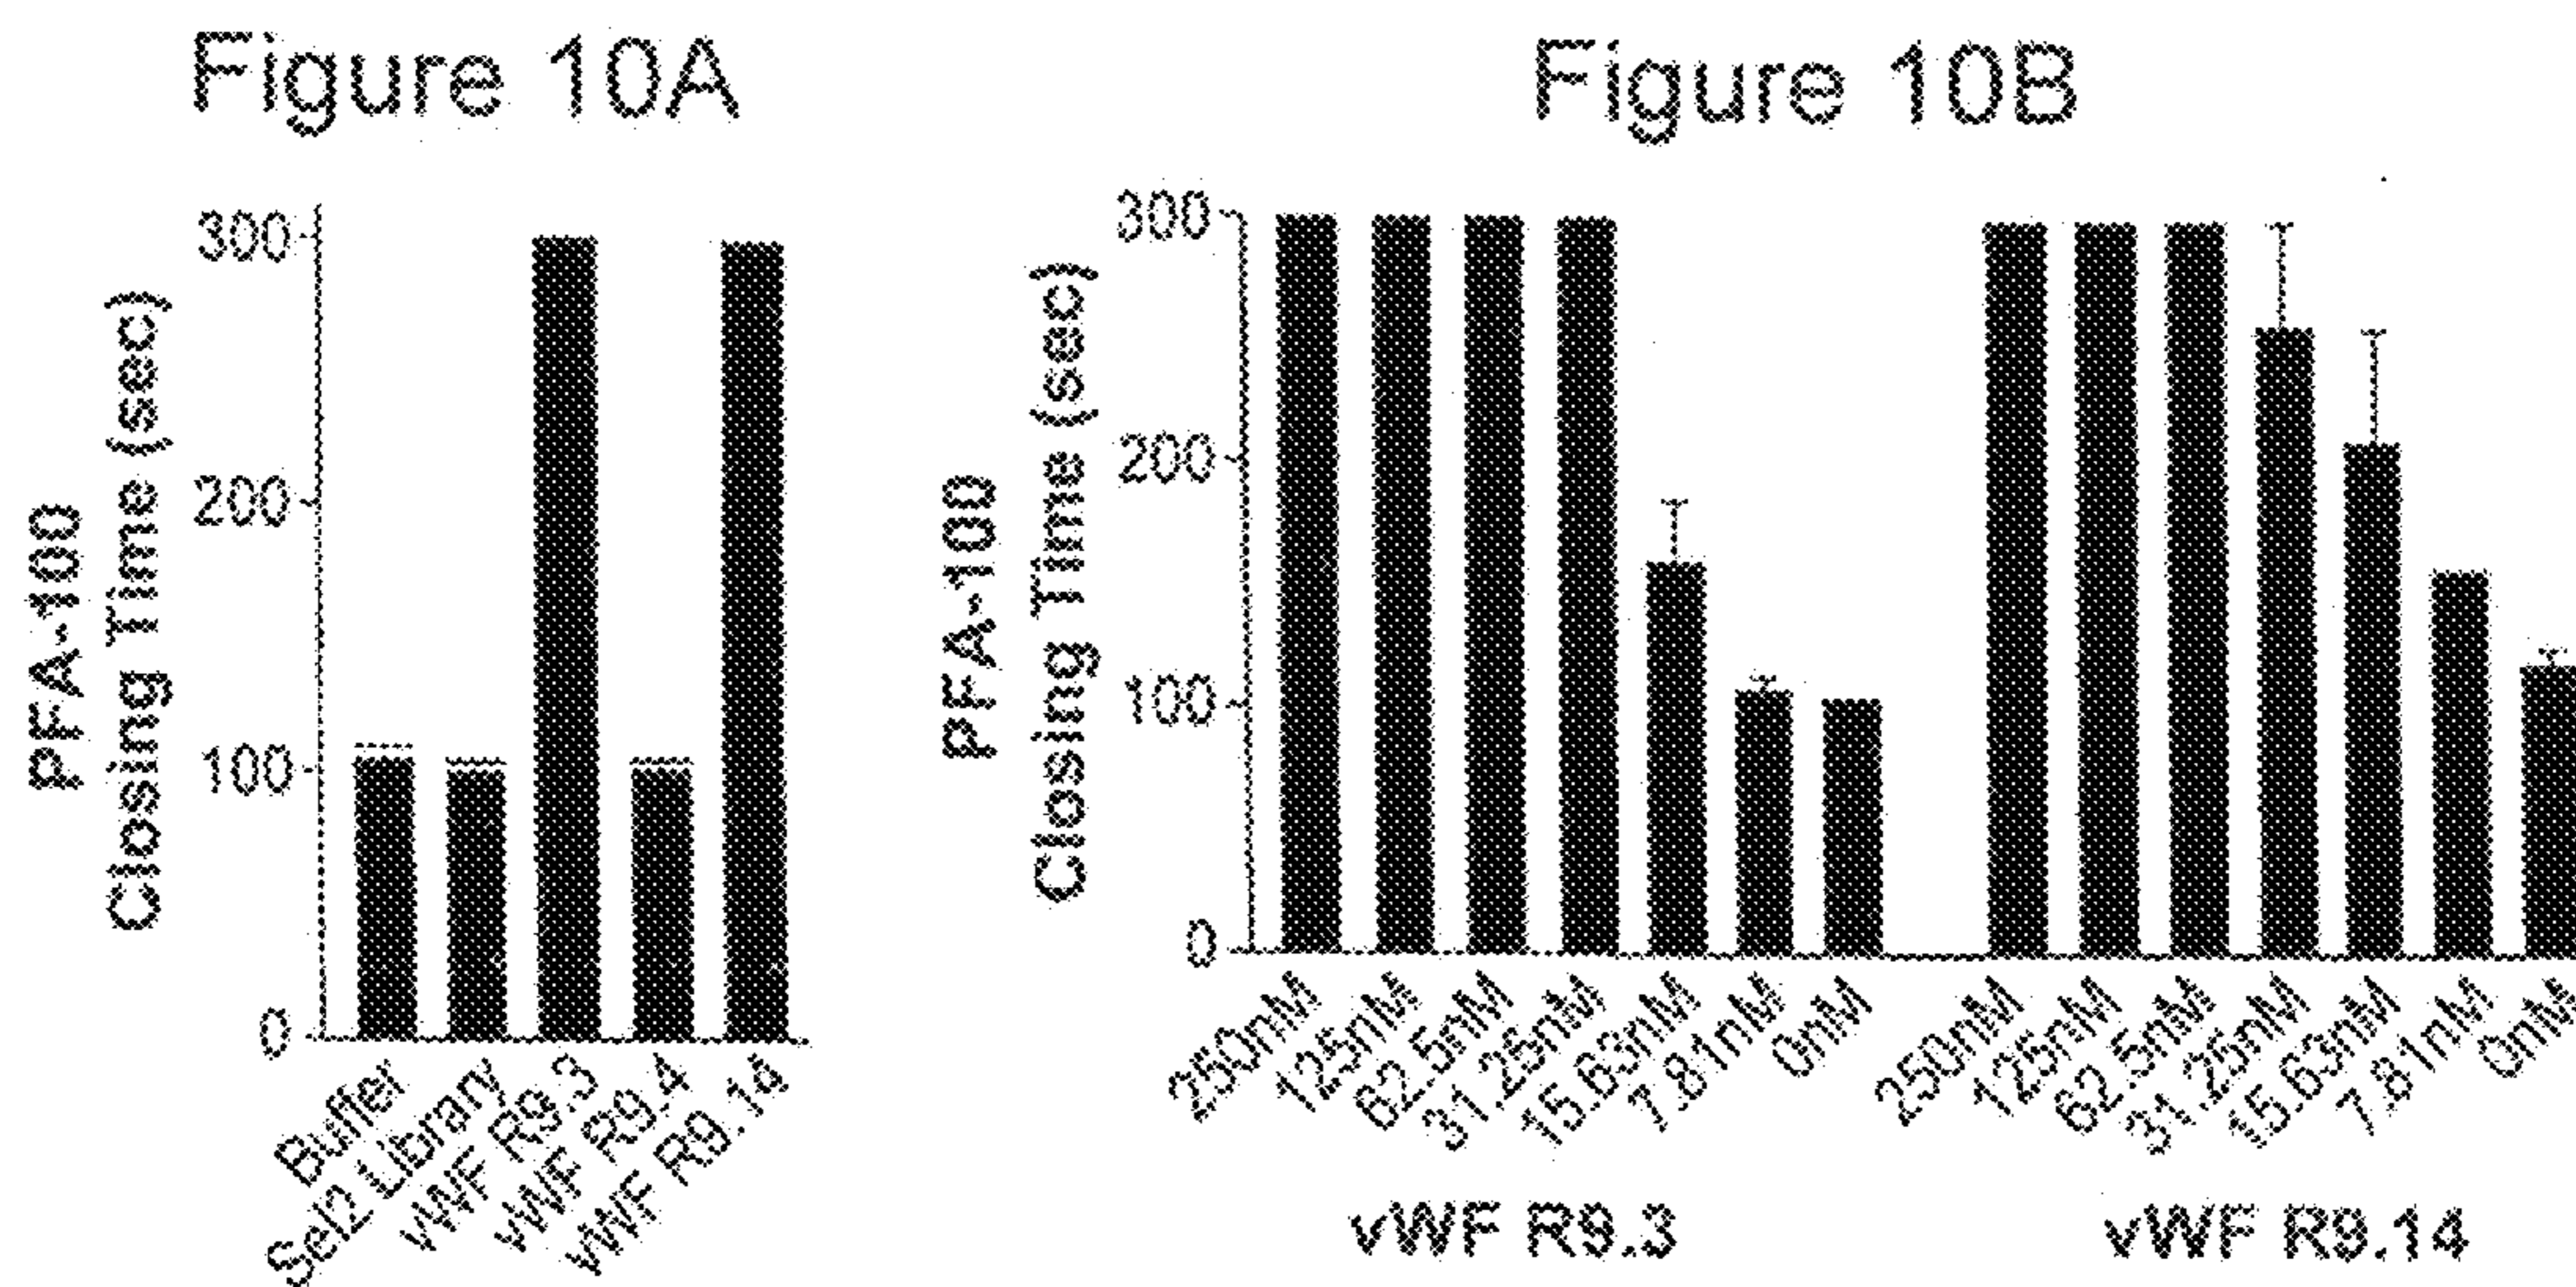 Figure 10A
PFA-100
Closing Time (sec)
300
200
100
0
Buffer
Sel2 Library
vWF R9.3
vWF R9.4
vWF R9.14
Figure 10B
PFA-100
Closing Time (sec)
300
200
100
0
250nM
125nM
62.5nM
31.25nM
15.63nM
7.81nM
0nM
250nM
125nM
62.5nM
31.25nM
15.63nM
7.81nM
0nM
vWF R9.3
vWF R9.14